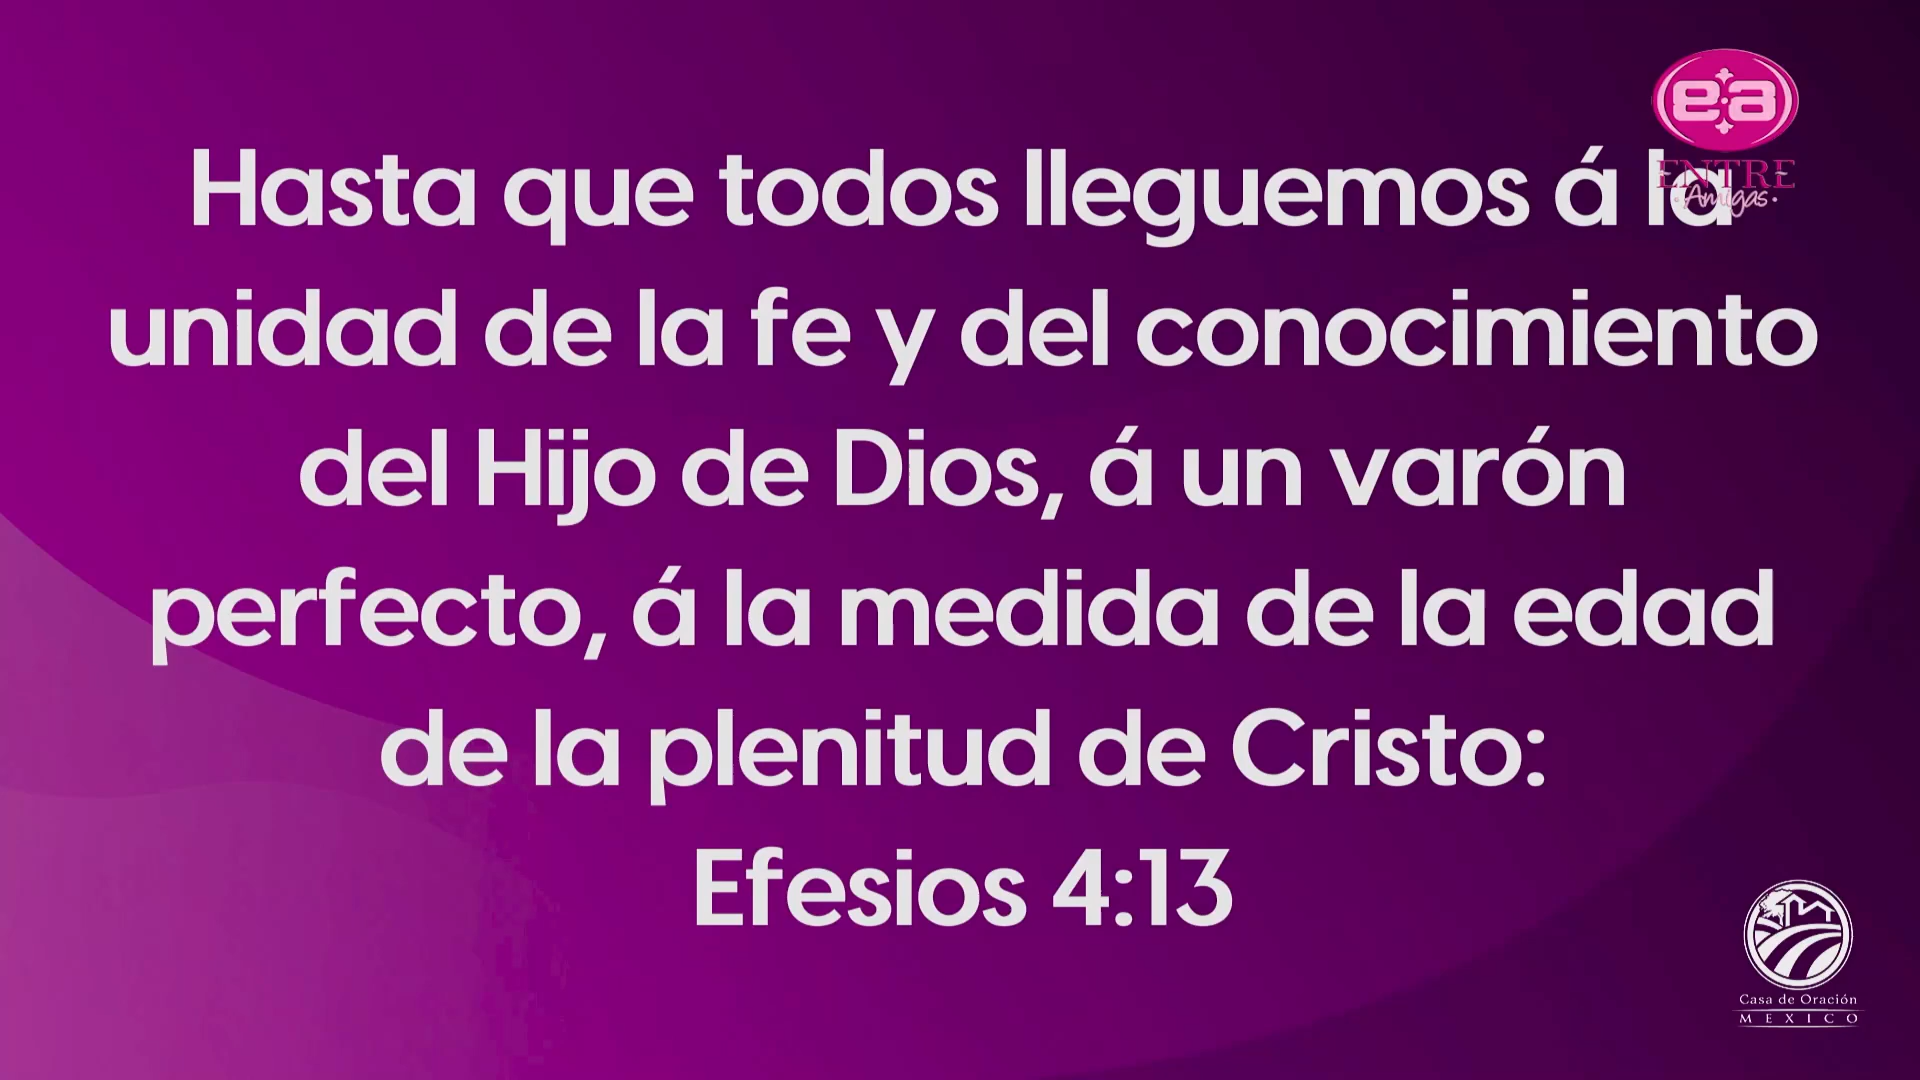 ea
ENTRE
Amigas
Hasta que todos lleguemos á la
unidad de la fe y del conocimiento
del Hijo de Dios, á un varón
perfecto, á la medida de la edad
de la plenitud de Cristo:
Efesios 4:13
Casa de Oración
MEXICO